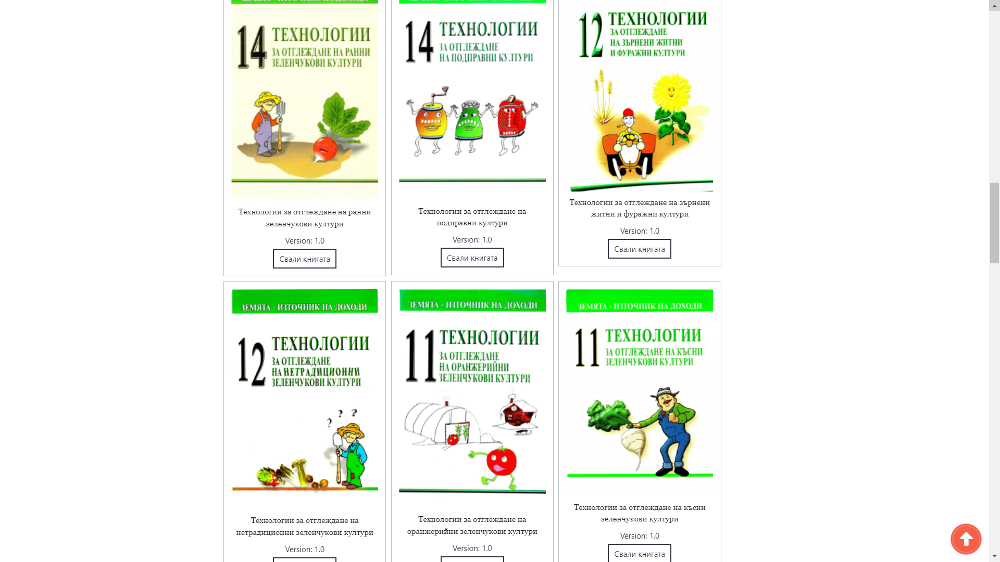 14 ТЕХНОЛОГИИ
ЗА ОТГЛЕЖДАНЕ НА РАННИ
ЗЕЛЕНЧУКОВИ КУЛТУРИ
Технологии за отглеждане на ранни
зеленчукови култури
Version: 1.0
Свали книгата
14 ТЕХНОЛОГИИ
ЗА ОТГЛЕЖДАНЕ
НА ПОДПРАВНИ КУЛТУРИ
Технологии за отглеждане на
подправни култури
Version: 1.0
Свали книгата
12 ТЕХНОЛОГИИ
ЗА ОТГЛЕЖДАНЕ
НА ЗЪРНЕНИ ЖИТНИ
И ФУРАЖНИ КУЛТУРИ
Технологии за отглеждане на зърнени
житни и фуражни култури
Version: 1.0
Свали книгата
ЗЕМЯТА - ИЗТОЧНИК НА ДОХОДИ
12 ТЕХНОЛОГИИ
ЗА ОТГЛЕЖДАНЕ
НА НЕТРАДИЦИОННИ
ЗЕЛЕНЧУКОВИ КУЛТУРИ
? ? ?
Технологии за отглеждане на
нетрадиционни зеленчукови култури
Version: 1.0
ЗЕМЯТА - ИЗТОЧНИК НА ДОХОДИ
11 ТЕХНОЛОГИИ
ЗА ОТГЛЕЖДАНЕ
НА ОРАНЖЕРИЙНИ
ЗЕЛЕНЧУКОВИ КУЛТУРИ
Технологии за отглеждане на
оранжерийни зеленчукови култури
Version: 1.0
ЗЕМЯТА - ИЗТОЧНИК НА ДОХОДИ
11 ТЕХНОЛОГИИ
ЗА ОТГЛЕЖДАНЕ НА КЪСНИ
ЗЕЛЕНЧУКОВИ КУЛТУРИ
Технологии за отглеждане на късни
зеленчукови култури
Version: 1.0
Свали книгата